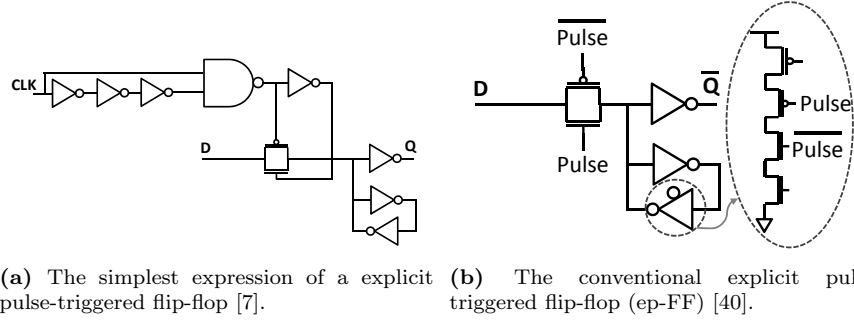 CLK
D
Q
Pulse
D
Q
Pulse
Pulse
Pulse
(a) The simplest expression of a explicit
pulse-triggered flip-flop [7].
(b) The conventional explicit pul
triggered flip-flop (ep-FF) [40].